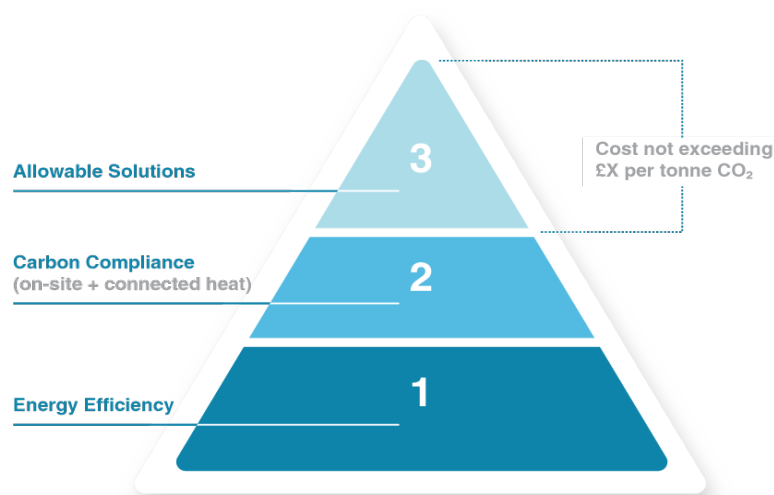 3
Cost not exceeding
£X per tonne CO₂
Allowable Solutions
Carbon Compliance
(on-site + connected heat)
2
1
Energy Efficiency